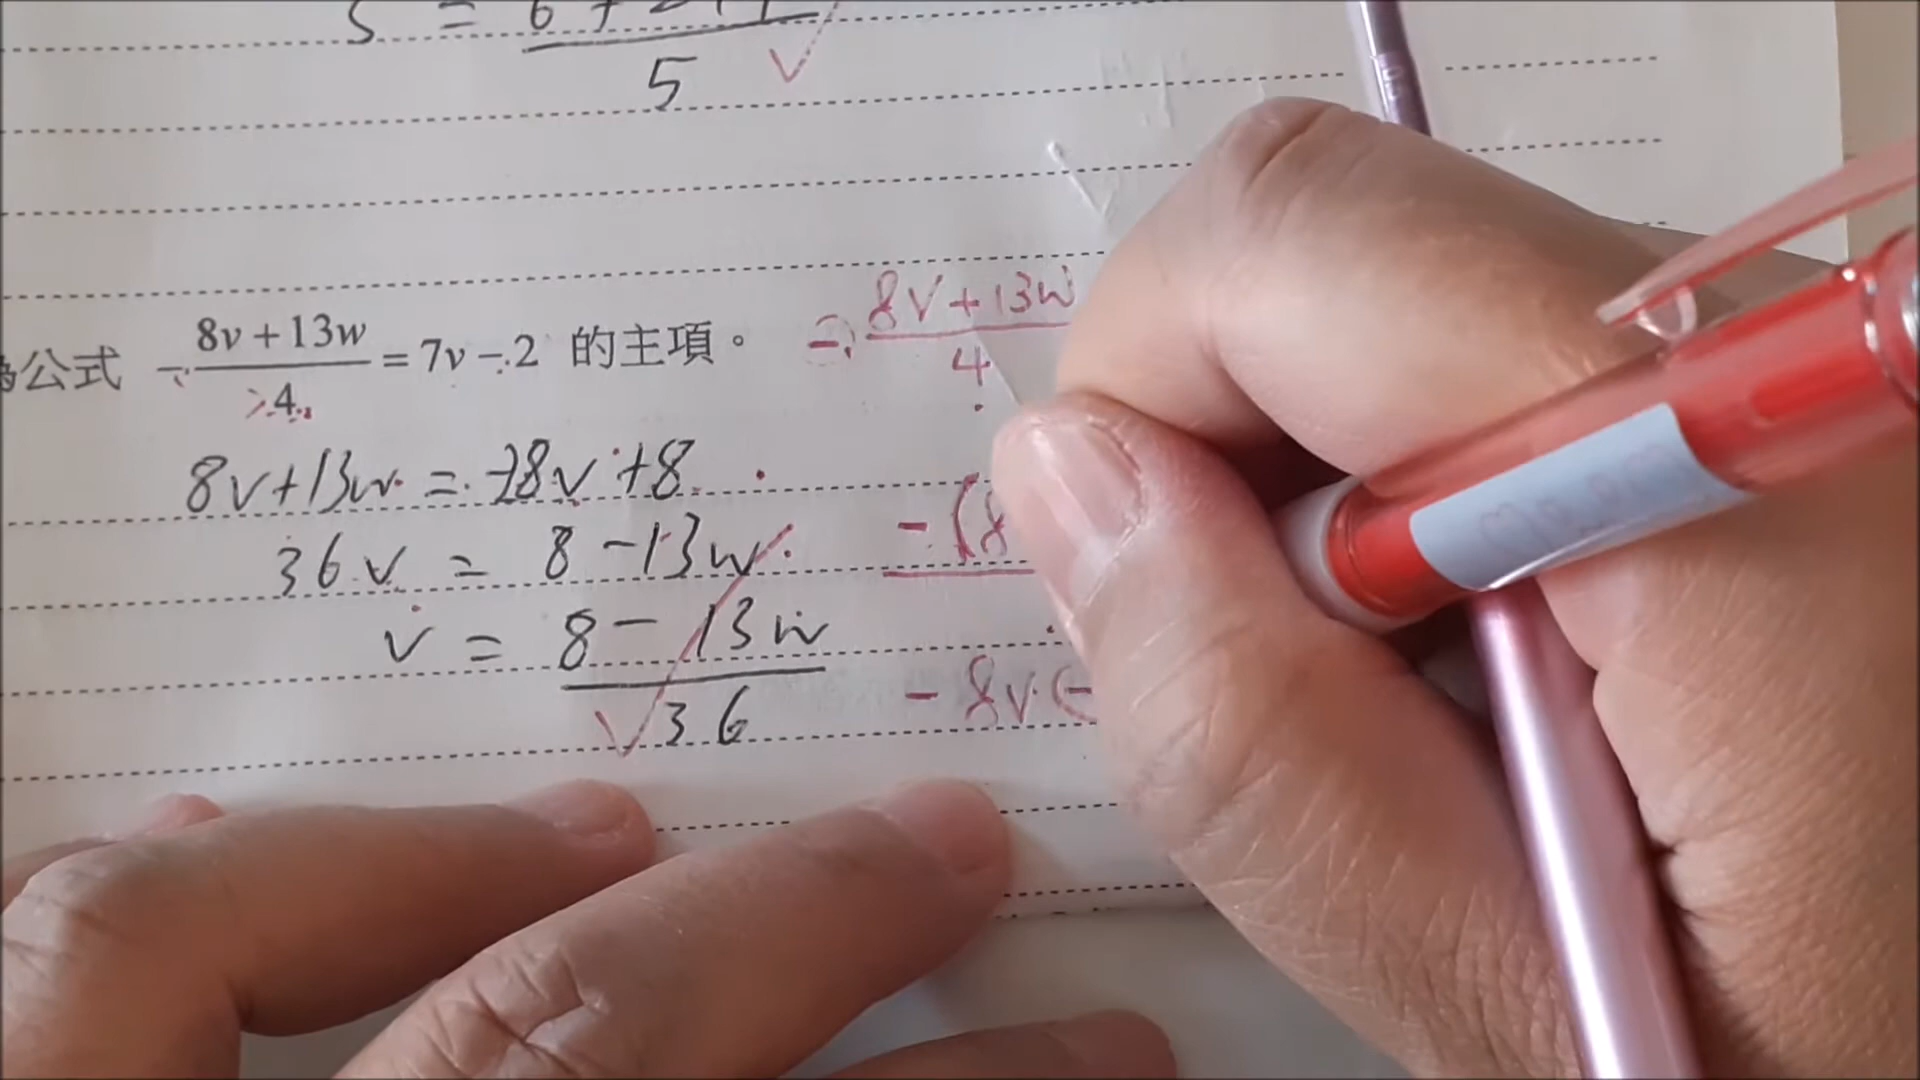 5
公式 -(8v + 13w)/4 = 7v - 2 的主項。
8v+13w = -28v +8
36v = 8 - 13w
v = (8 - 13w)/36
- (8v+13w)/4
- (8
- 8v (-